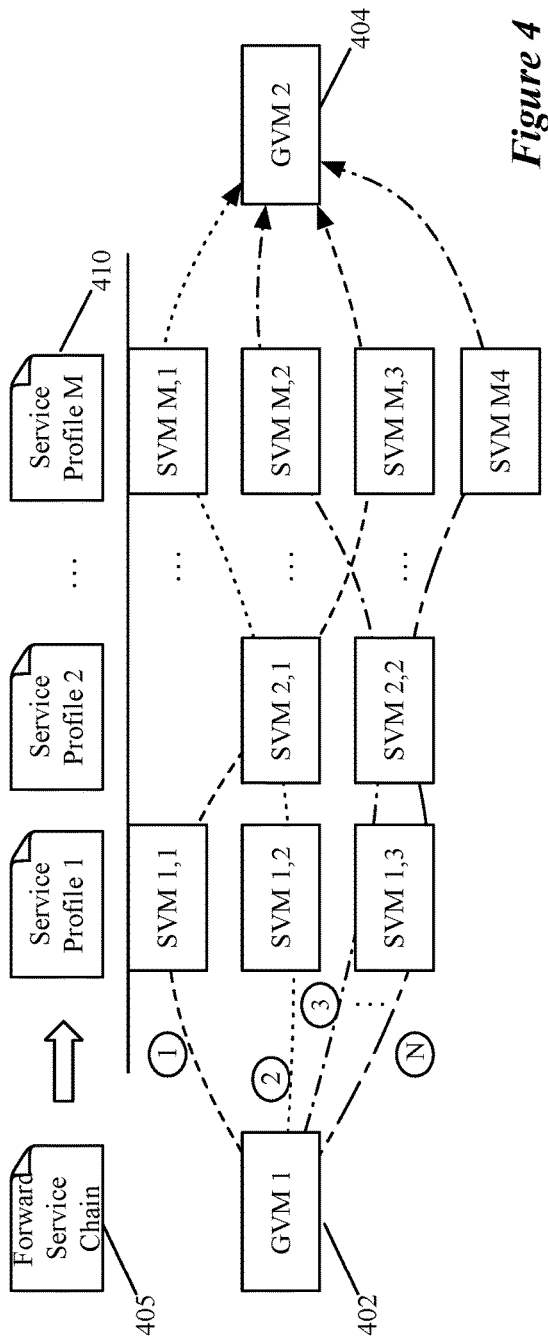 Forward
Service
Chain
405
Service
Profile 1
Service
Profile 2
...
Service
Profile M
410
GVM 1
402
1
2
3
...
N
SVM 1,1
SVM 1,2
SVM 1,3
SVM 2,1
SVM 2,2
...
...
...
SVM M,1
SVM M,2
SVM M,3
SVM M4
GVM 2
404
Figure 4